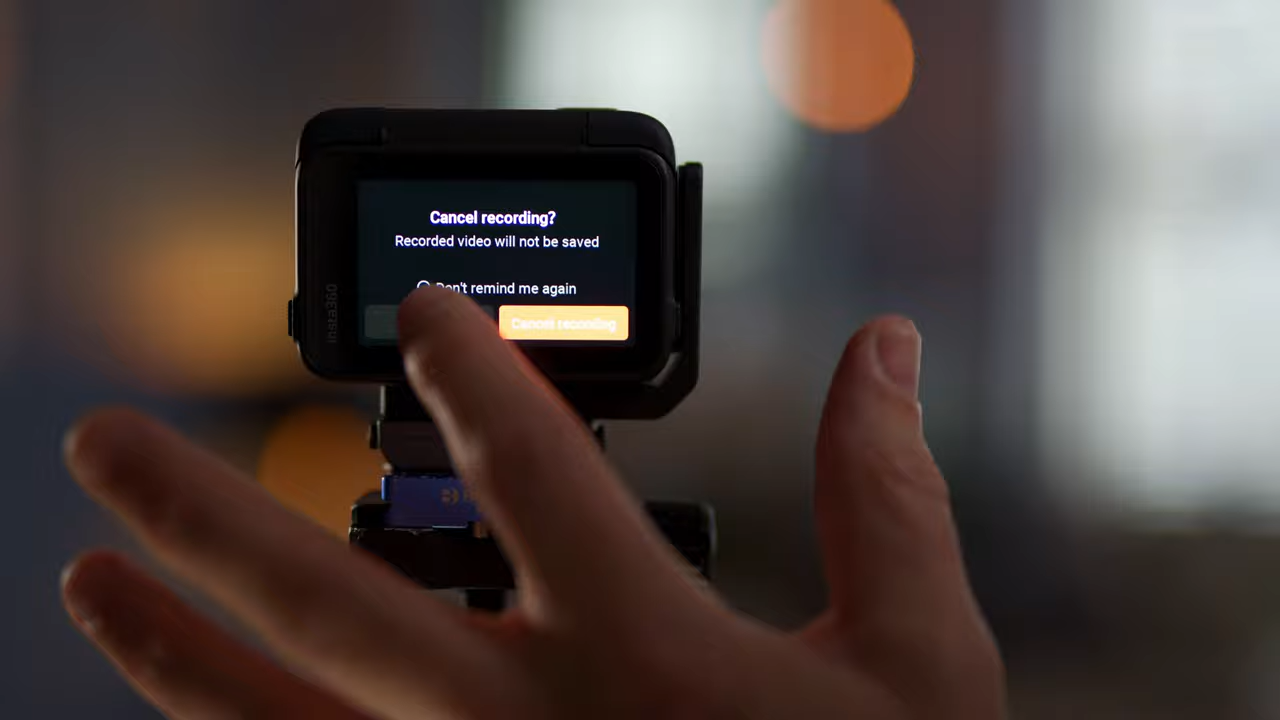 Cancel recording?
Recorded video will not be saved
Don't remind me again
Cancel recording
Insta360